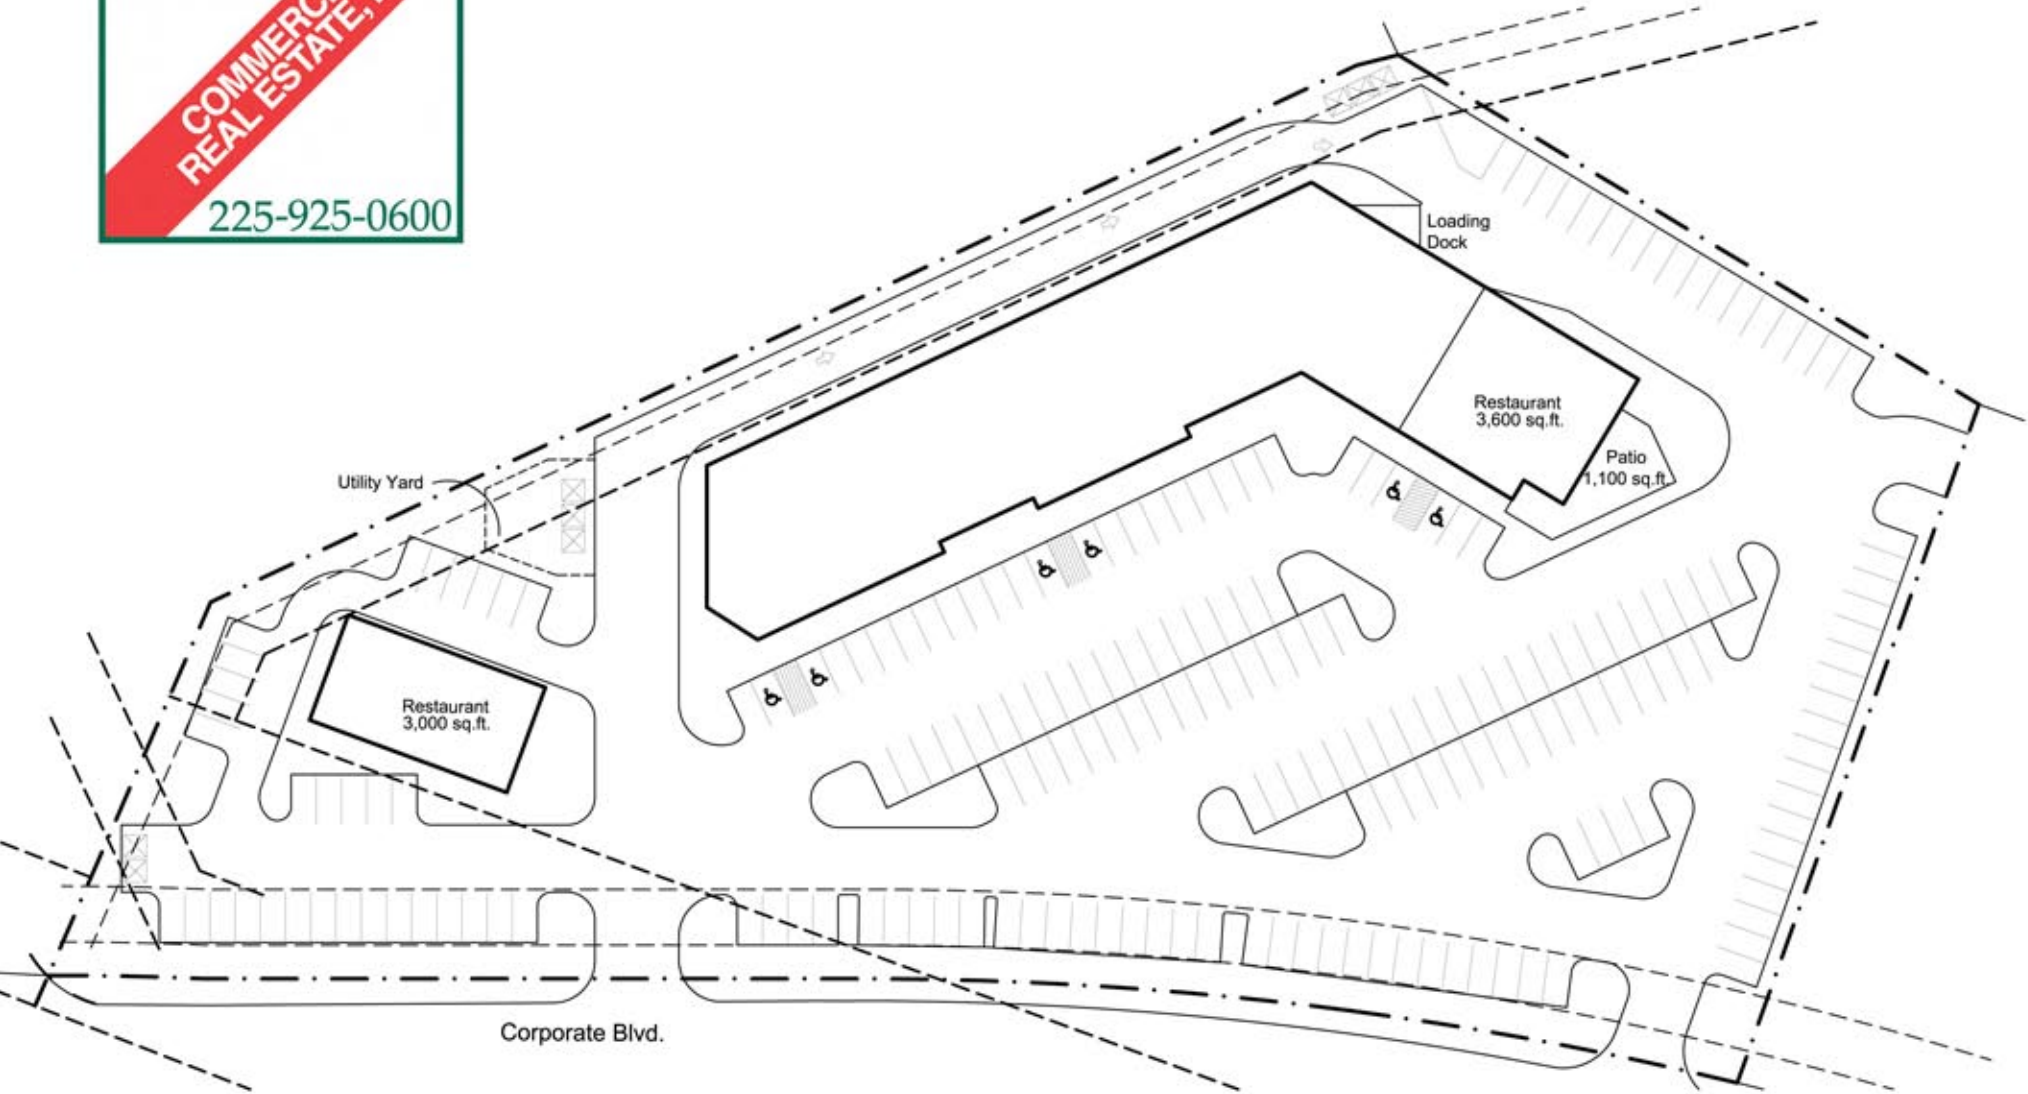 COMMERC
REAL ESTATE,
225-925-0600
Loading
Dock
Restaurant
3,600 sq.ft.
Patio
1,100 sq.ft.
Utility Yard
Restaurant
3,000 sq.ft.
Corporate Blvd.